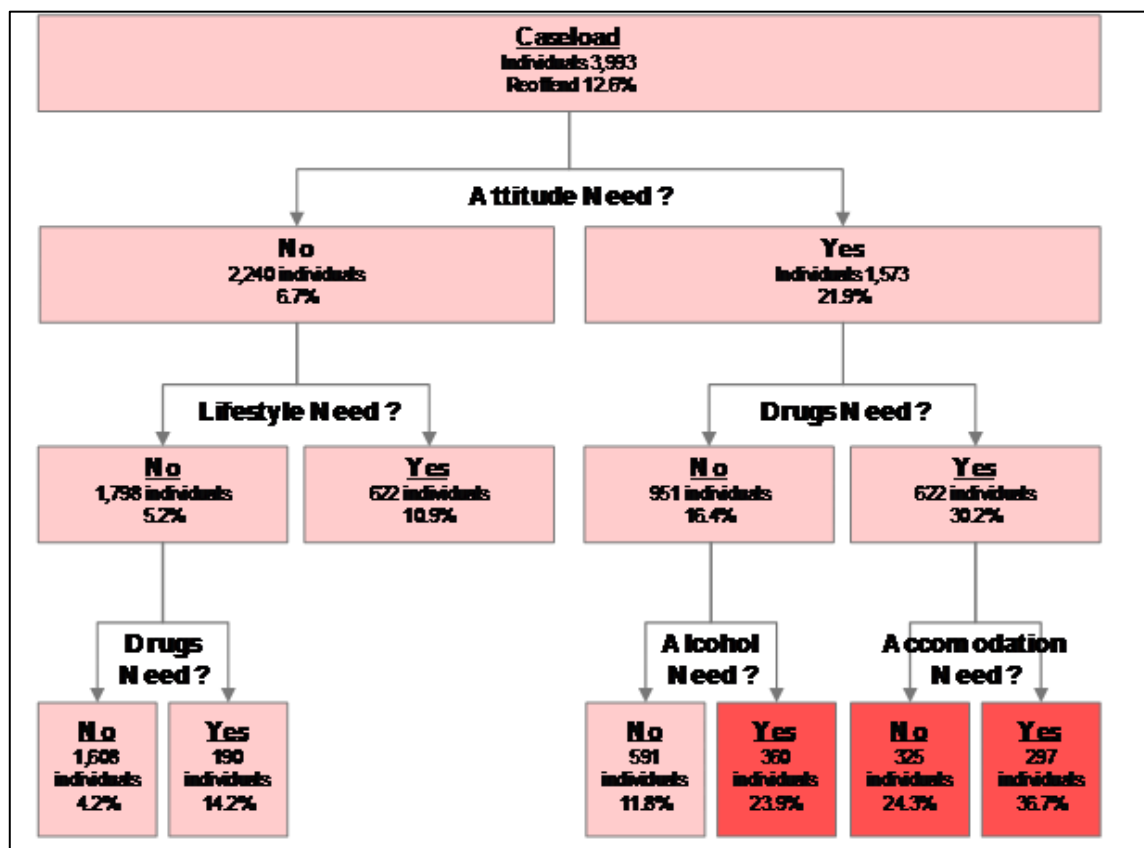 Caseload
Individuals 3,993
Reoffend 12.6%
Attitude Need ?
No
2,240 individuals
6.7%
Yes
Individuals 1,573
21.9%
Lifestyle Need ?
Drugs Need ?
No
1,798 individuals
5.2%
Yes
622 individuals
10.9%
No
951 individuals
16.4%
Yes
622 individuals
30.2%
Drugs
Need ?
Alcohol
Need ?
Accomodation
Need ?
No
1,608
individuals
4.2%
Yes
190
individuals
14.2%
No
591
individuals
11.8%
Yes
360
individuals
23.9%
No
325
individuals
24.3%
Yes
297
individuals
36.7%